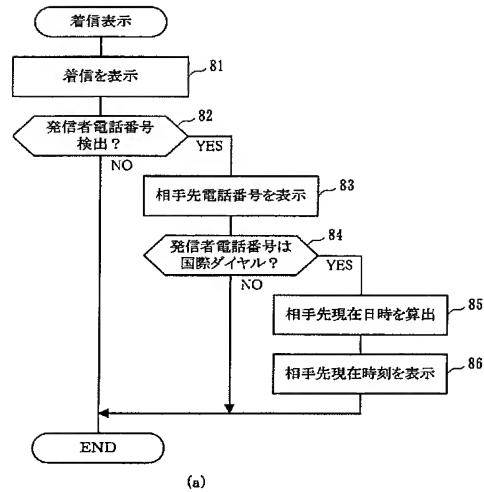 着信表示
着信を表示
81
発信者電話番号
検出?
82
YES
NO
相手先電話番号を表示
83
発信者電話番号は
国際ダイヤル?
84
YES
NO
相手先現在日時を算出
85
相手先現在時刻を表示
86
END
(a)